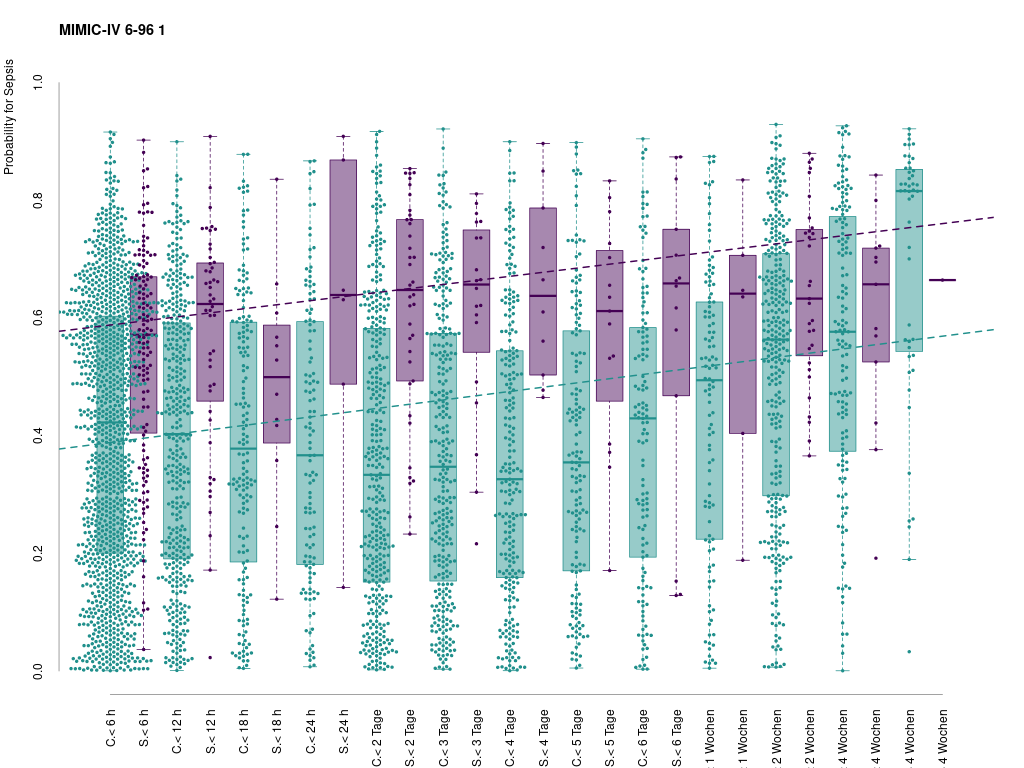 MIMIC-IV 6-96 1
Probability for Sepsis
1.0
0.8
0.6
0.4
0.2
0.0
C.< 6 h
S.< 6 h
C.< 12 h
S.< 12 h
C.< 18 h
S.< 18 h
C.< 24 h
S.< 24 h
C.< 2 Tage
S.< 2 Tage
C.< 3 Tage
S.< 3 Tage
C.< 4 Tage
S.< 4 Tage
C.< 5 Tage
S.< 5 Tage
C.< 6 Tage
S.< 6 Tage
1 Wochen
1 Wochen
2 Wochen
2 Wochen
4 Wochen
4 Wochen
4 Wochen
4 Wochen